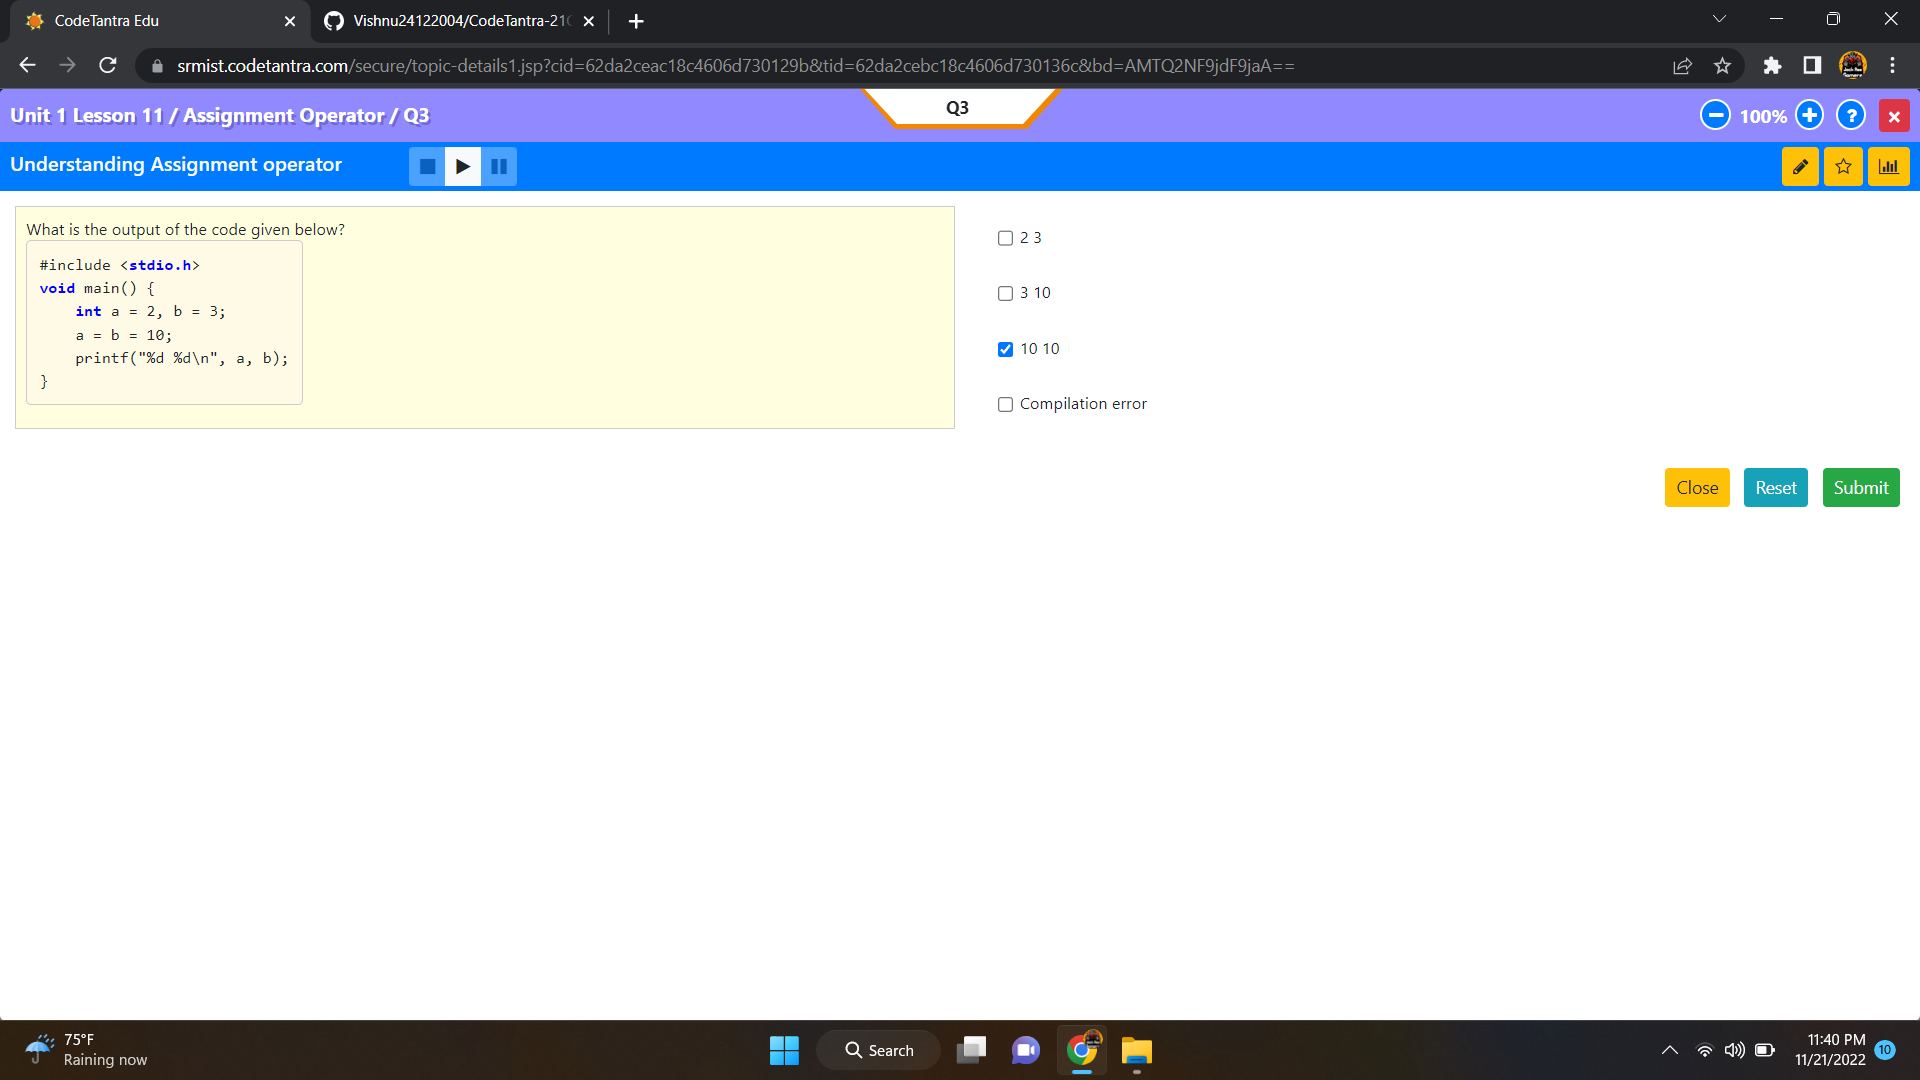 CodeTantra Edu
Vishnu24122004/CodeTantra-21
srmist.codetantra.com/secure/topic-details1.jsp?cid=62da2ceac18c4606d730129b&tid=62da2cebc18c4606d730136c&bd=AMTQ2NF9jdF9jaA==
Unit 1 Lesson 11 / Assignment Operator / Q3
Q3
100%
?
Understanding Assignment operator
What is the output of the code given below?
#include <stdio.h>
void main() {
int a = 2, b = 3;
a = b = 10;
printf("%d %d\n", a, b);
}
2 3
3 10
10 10
Compilation error
Close
Reset
Submit
75°F
Raining now
Search
11:40 PM
11/21/2022
10